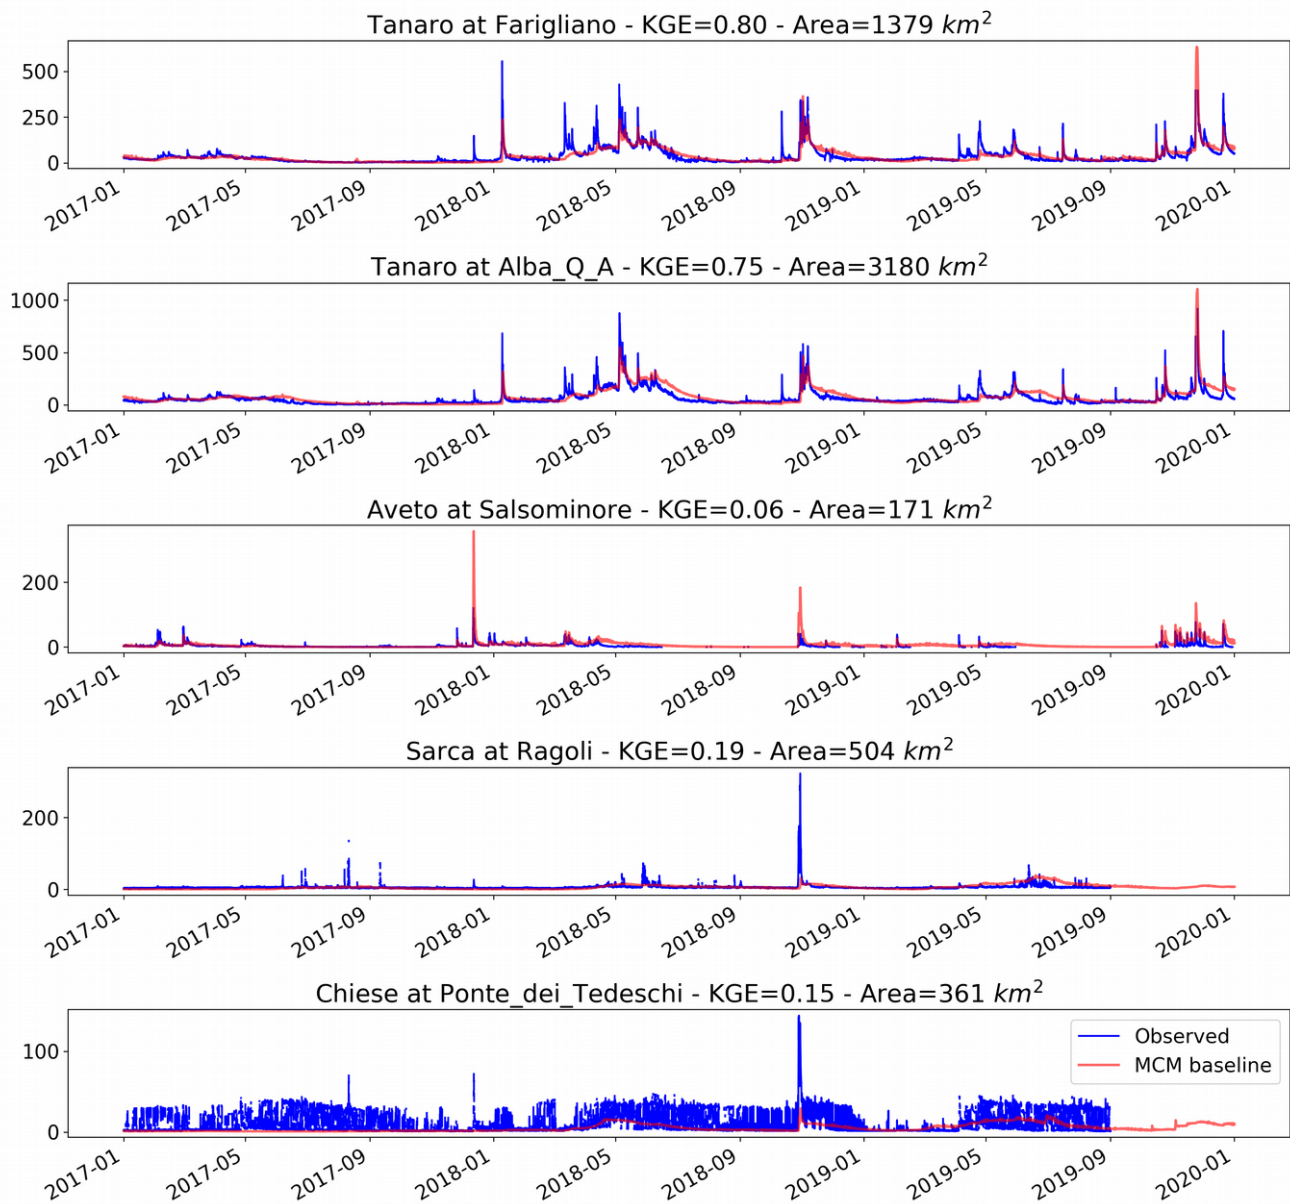 Tanaro at Farigliano - KGE=0.80 - Area=1379 km²
500
250
0
2017-01 2017-05 2017-09 2018-01 2018-05 2018-09 2019-01 2019-05 2019-09 2020-01
Tanaro at Alba_Q_A - KGE=0.75 - Area=3180 km²
1000
500
0
2017-01 2017-05 2017-09 2018-01 2018-05 2018-09 2019-01 2019-05 2019-09 2020-01
Aveto at Salsominore - KGE=0.06 - Area=171 km²
200
0
2017-01 2017-05 2017-09 2018-01 2018-05 2018-09 2019-01 2019-05 2019-09 2020-01
Sarca at Ragoli - KGE=0.19 - Area=504 km²
200
0
2017-01 2017-05 2017-09 2018-01 2018-05 2018-09 2019-01 2019-05 2019-09 2020-01
Chiese at Ponte_dei_Tedeschi - KGE=0.15 - Area=361 km²
Observed
MCM baseline
100
0
2017-01 2017-05 2017-09 2018-01 2018-05 2018-09 2019-01 2019-05 2019-09 2020-01